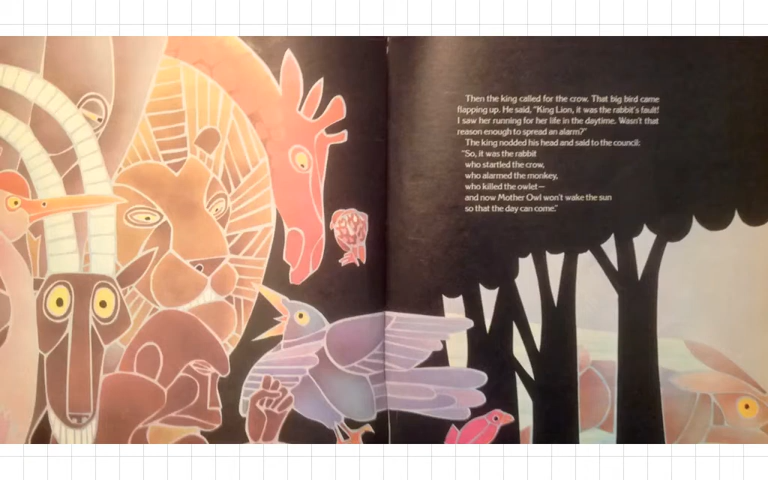 Then the king called for the crow. That big bird came
flapping up. He said, "King Lion, it was the rabbit's fault!
I saw her running for her life in the daytime. Wasn't that
reason enough to spread an alarm?"
The king nodded his head and said to the council:
"So, it was the rabbit
who startled the crow,
who alarmed the monkey,
who killed the owlet—
and now Mother Owl won't wake the sun
so that the day can come."